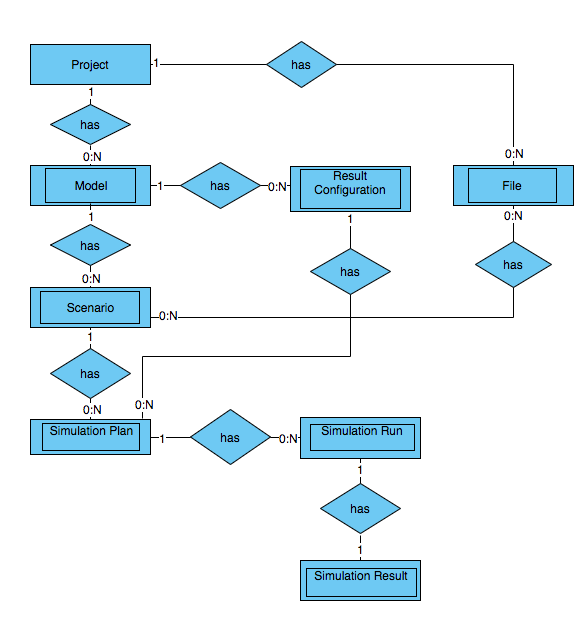 Project
1
has
1
has
0:N
0:N
Model
1
has
0:N
Result
Configuration
File
1
1
0:N
has
has
has
0:N
Scenario
0:N
1
has
0:N
0:N
Simulation Plan
1
has
0:N
Simulation Run
1
has
1
Simulation Result